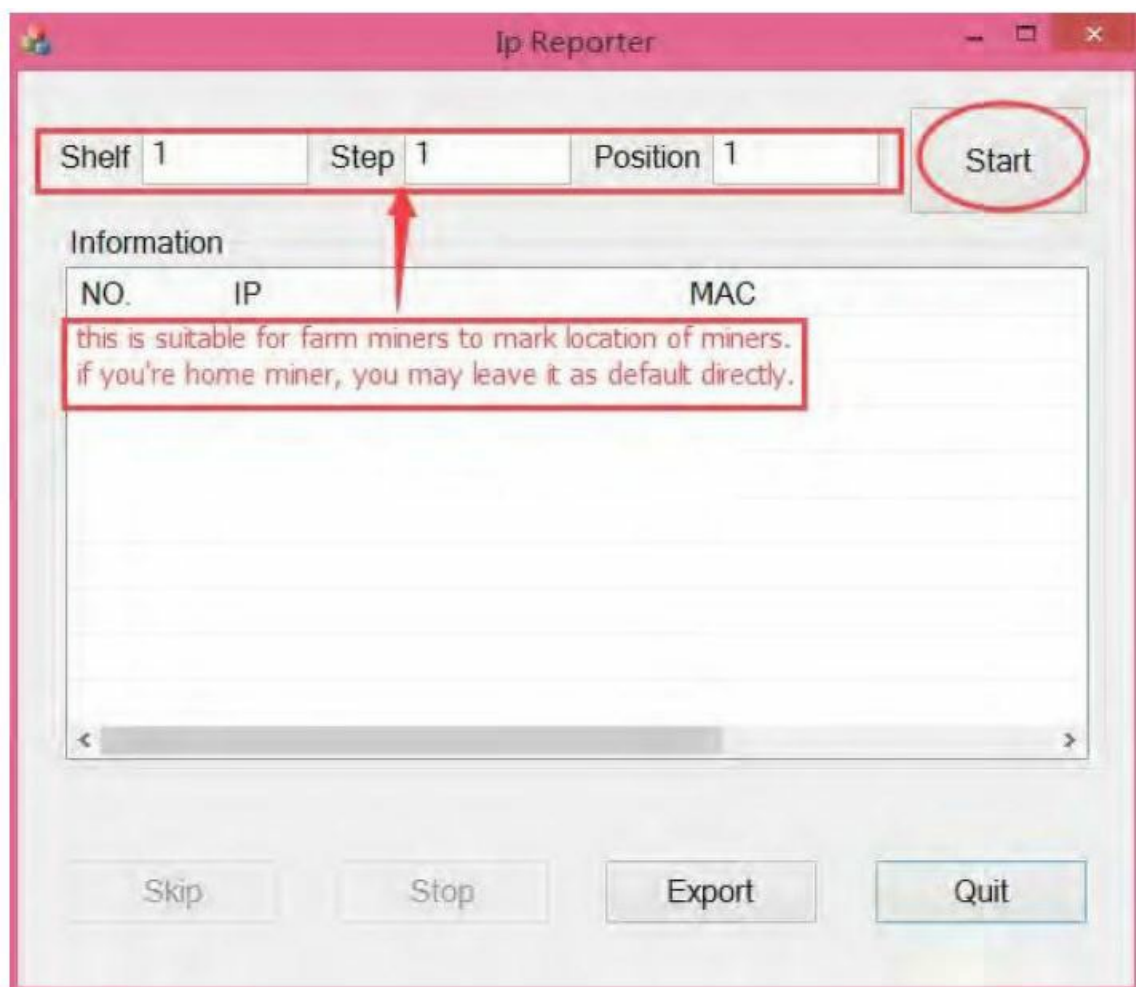 Ip Reporter
Shelf 1 Step 1 Position 1 Start
Information
NO. IP MAC
this is suitable for farm miners to mark location of miners.
if you're home miner, you may leave it as default directly.
Skip Stop Export Quit